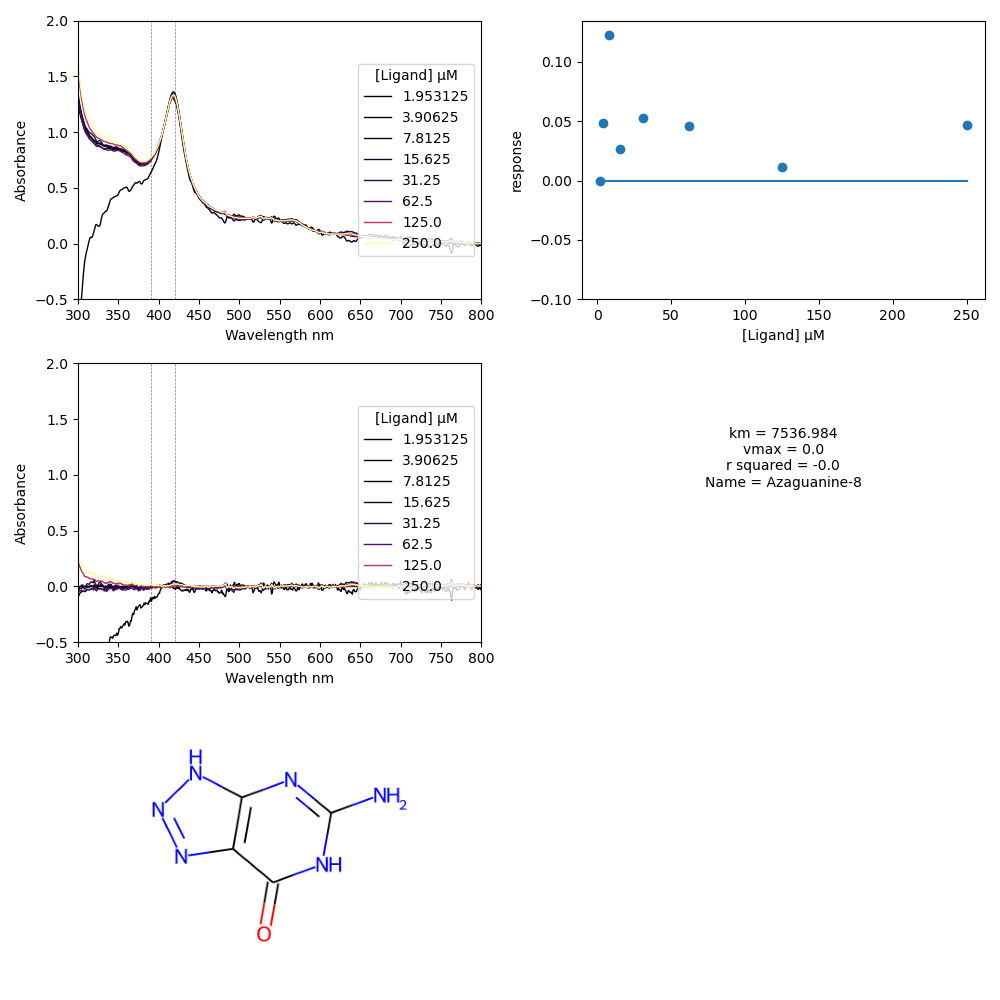 2.0
1.5
1.0
0.5
0.0
−0.5
Absorbance
300 350 400 450 500 550 600 650 700 750 800
Wavelength nm
[Ligand] μM
1.953125
3.90625
7.8125
15.625
31.25
62.5
125.0
250.0
0.10
0.05
0.00
−0.05
−0.10
response
0 50 100 150 200 250
[Ligand] μM
2.0
1.5
1.0
0.5
0.0
−0.5
Absorbance
300 350 400 450 500 550 600 650 700 750 800
Wavelength nm
[Ligand] μM
1.953125
3.90625
7.8125
15.625
31.25
62.5
125.0
250.0
km = 7536.984
vmax = 0.0
r squared = -0.0
Name = Azaguanine-8
H
N
N
N
N
NH2
NH
O